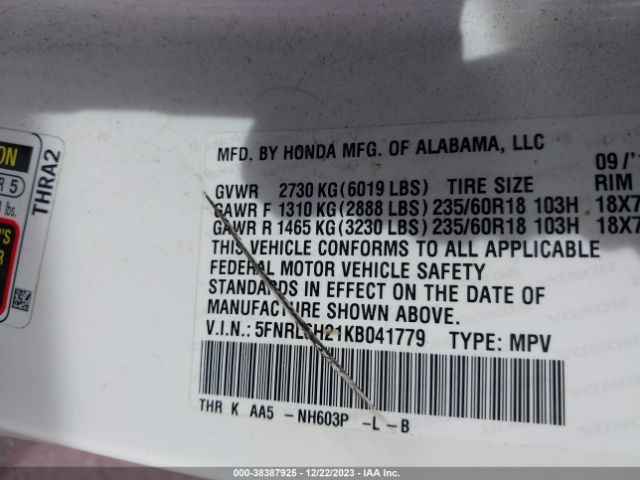 ON
R 5
lbs.
'S
R
THRA2
MFD. BY HONDA MFG. OF ALABAMA, LLC 09 /'
GVWR 2730 KG(6019 LBS) TIRE SIZE RIM
GAWR F 1310 KG(2888 LBS) 235/60R18 103H 18X7
GAWR R 1465 KG(3230 LBS) 235/60R18 103H 18X7
THIS VEHICLE CONFORMS TO ALL APPLICABLE
FEDERAL MOTOR VEHICLE SAFETY
STANDARDS IN EFFECT ON THE DATE OF
MANUFACTURE SHOWN ABOVE.
V.I.N.: 5FNRL6H21KB041779 TYPE: MPV
THR K AA5 - NH603P -L -B
000-38387925 - 12/22/2023 - IAA Inc.